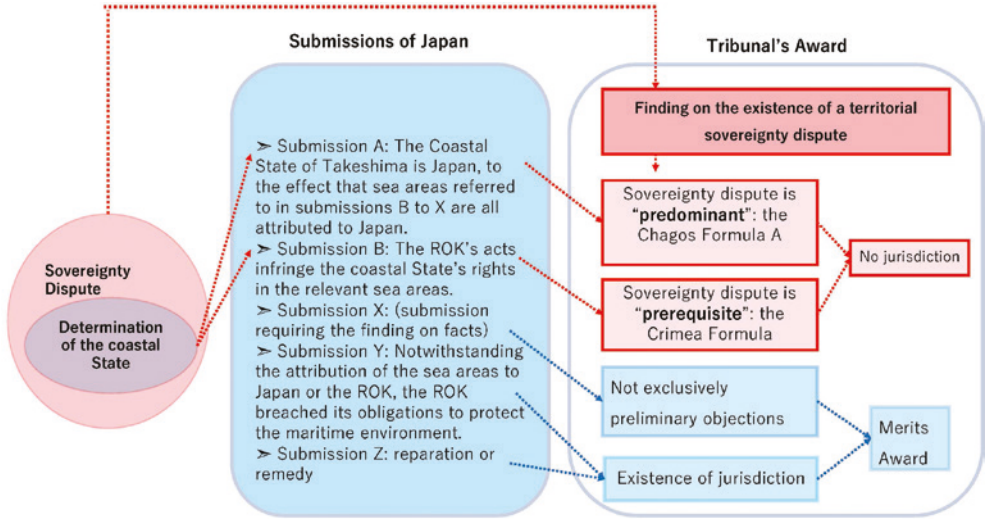 Submissions of Japan
Tribunal's Award
Sovereignty
Dispute
Determination
of the coastal
State
➣ Submission A: The Coastal
State of Takeshima is Japan, to
the effect that sea areas referred
to in submissions B to X are all
attributed to Japan.
➣ Submission B: The ROK's acts
infringe the coastal State's rights
in the relevant sea areas.
➣ Submission X: (submission
requiring the finding on facts)
➣ Submission Y: Notwithstanding
the attribution of the sea areas to
Japan or the ROK, the ROK
breached its obligations to protect
the maritime environment.
➣ Submission Z: reparation or
remedy
Finding on the existence of a territorial
sovereignty dispute
Sovereignty dispute is
“predominant”: the
Chagos Formula A
Sovereignty dispute is
“prerequisite”: the
Crimea Formula
No jurisdiction
Not exclusively
preliminary objections
Existence of jurisdiction
Merits
Award